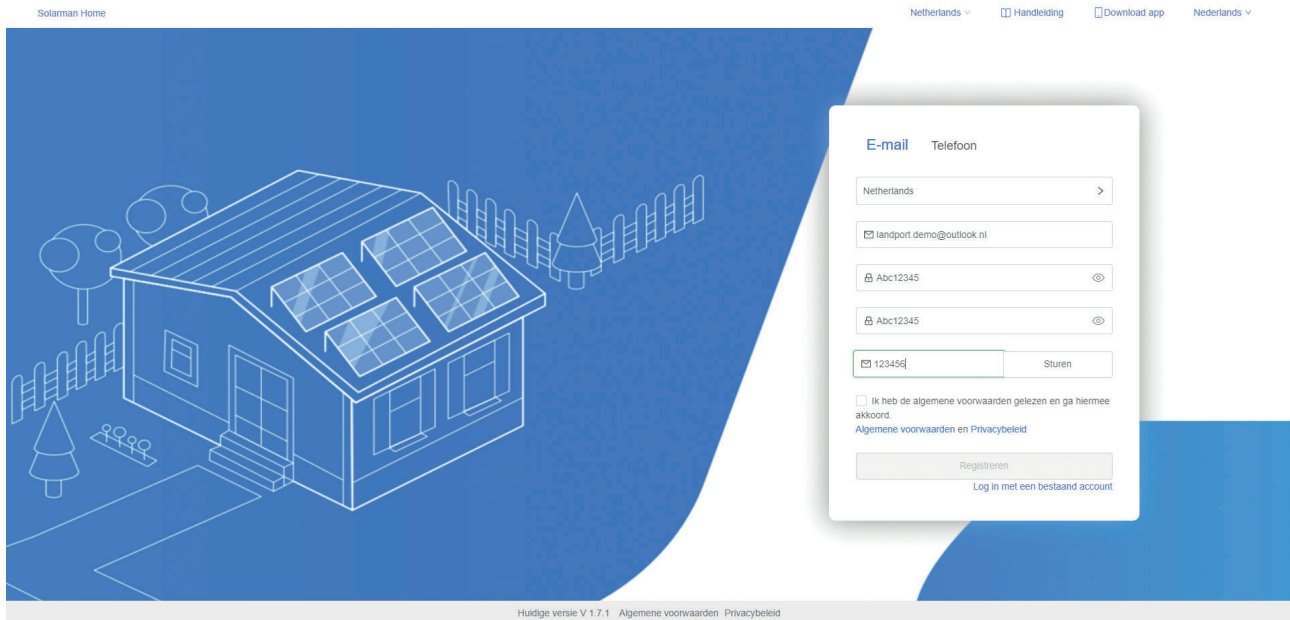 Solarman Home
Netherlands
Handleiding
Download app
Nederlands
E-mail
Telefoon
Netherlands
landport.demo@outlook.nl
Abc12345
Abc12345
123456
Sturen
Ik heb de algemene voorwaarden gelezen en ga hiermee
akkoord.
Algemene voorwaarden en Privacybeleid
Registreren
Log in met een bestaand account
Huidige versie V 1.7.1 Algemene voorwaarden Privacybeleid